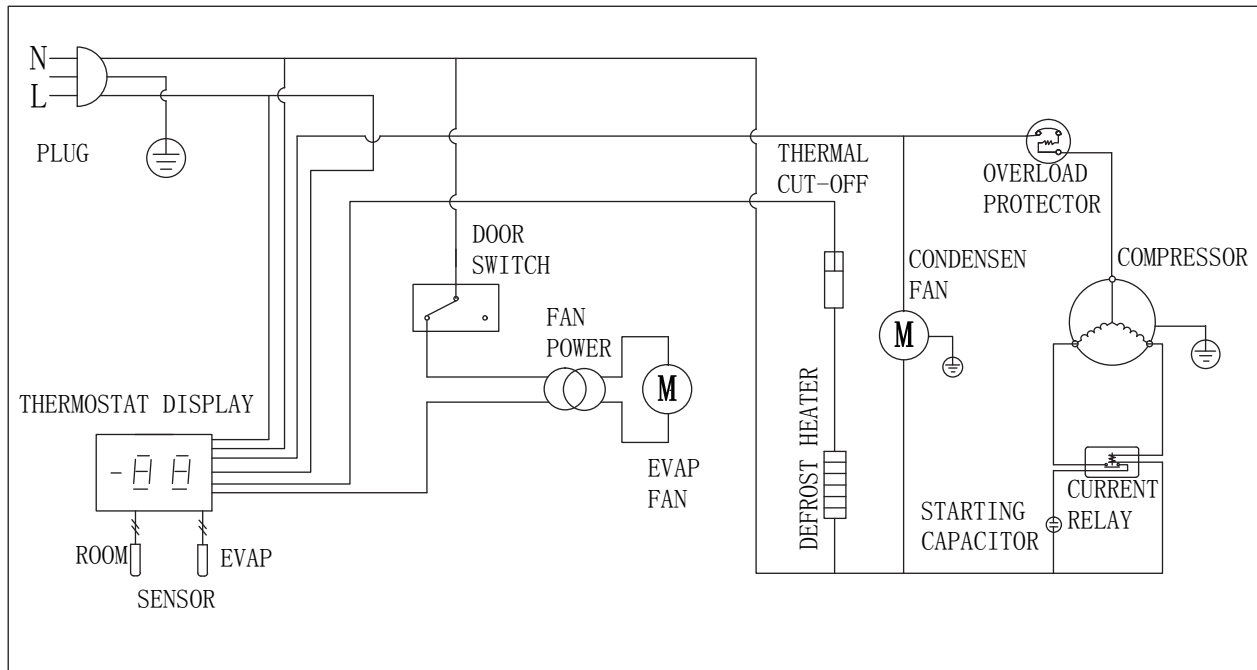 N
L
PLUG
THERMAL
CUT-OFF
OVERLOAD
PROTECTOR
DOOR
SWITCH
CONDENSEN
FAN
COMPRESSOR
FAN
POWER
M
M
THERMOSTAT DISPLAY
DEFROST HEATER
EVAP
FAN
CURRENT
RELAY
STARTING
CAPACITOR
ROOM
EVAP
SENSOR